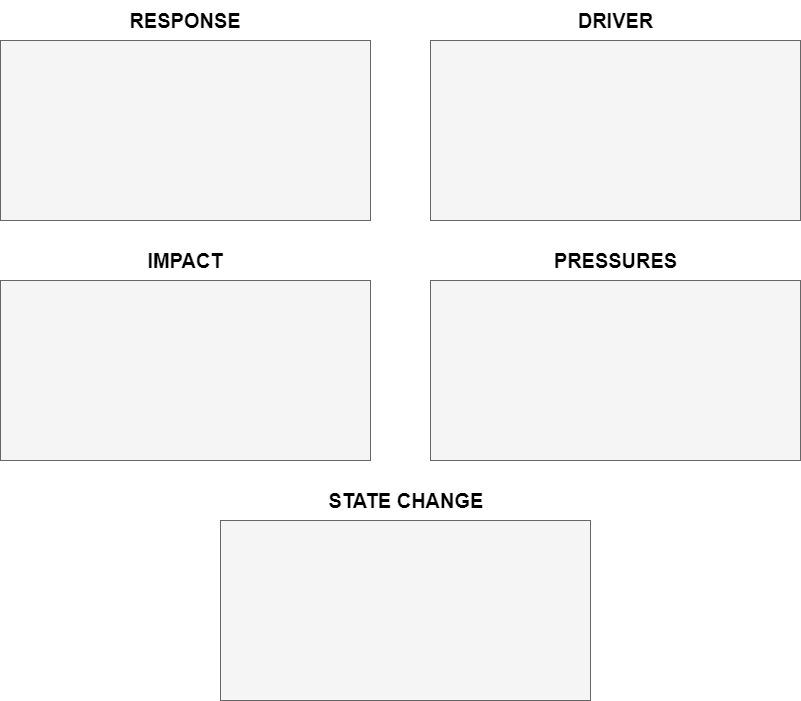 RESPONSE
DRIVER
IMPACT
PRESSURES
STATE CHANGE